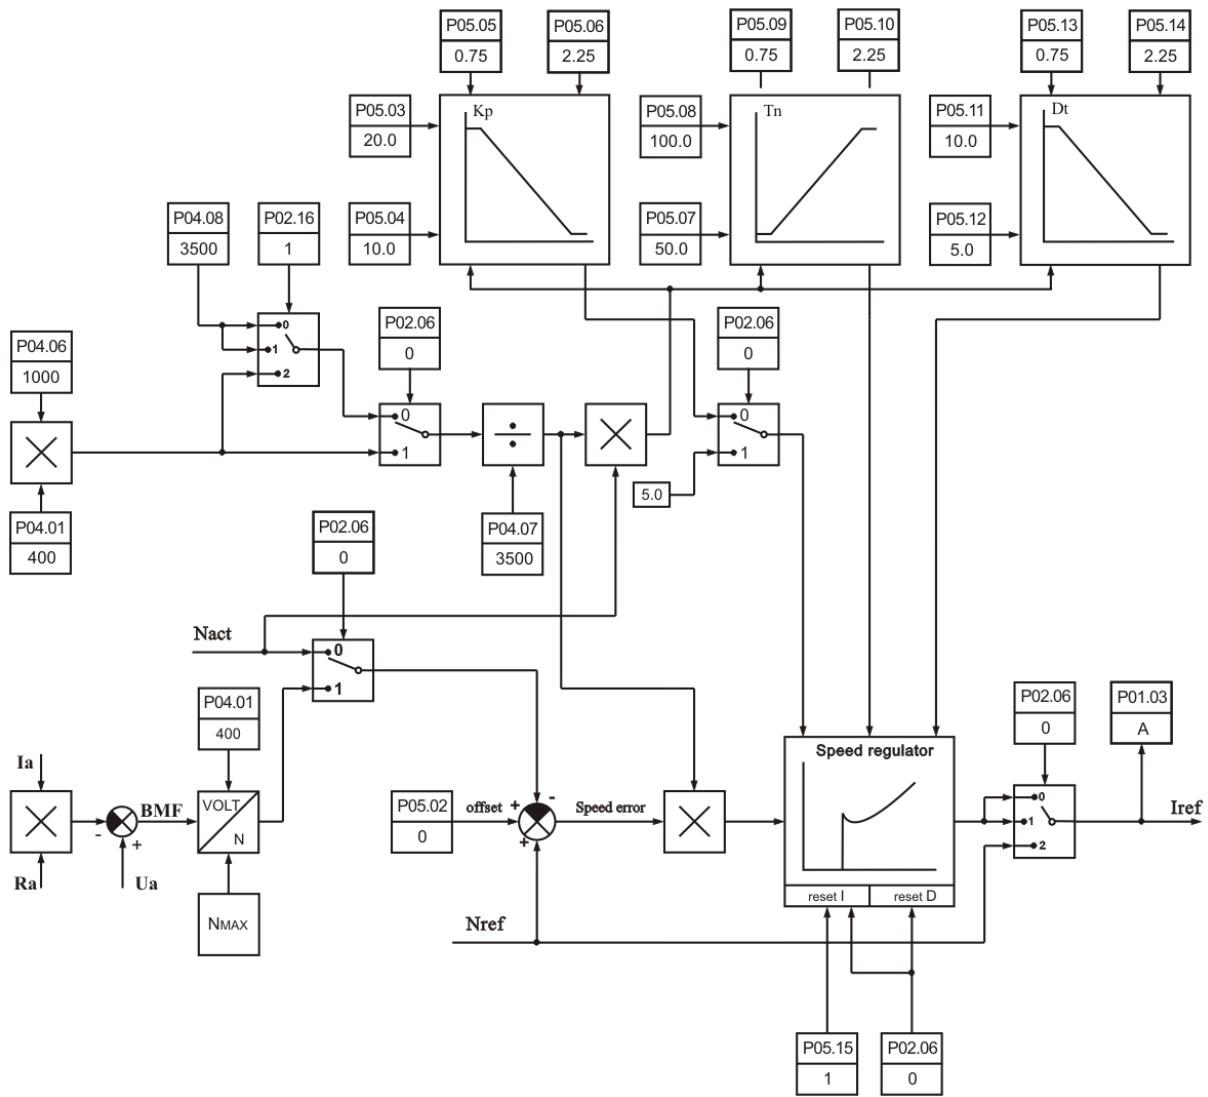 P05.05
0.75
P05.06
2.25
P05.09
0.75
P05.10
2.25
P05.13
0.75
P05.14
2.25
P05.03
20.0
Kp
P05.08
100.0
Tn
P05.11
10.0
Dt
P04.08
3500
P02.16
1
P05.04
10.0
P05.07
50.0
P05.12
5.0
P04.06
1000
0
1
2
P02.06
0
P02.06
0
0
1
0
1
5.0
P04.01
400
P02.06
0
P04.07
3500
Nact
0
1
P04.01
400
P02.06
0
P01.03
A
Ia
Speed regulator
VOLT
N
BMF
-
+
P05.02
0
offset
+
-
+
Speed error
0
1
2
Iref
Ra
Ua
NMAX
reset I
reset D
Nref
P05.15
1
P02.06
0